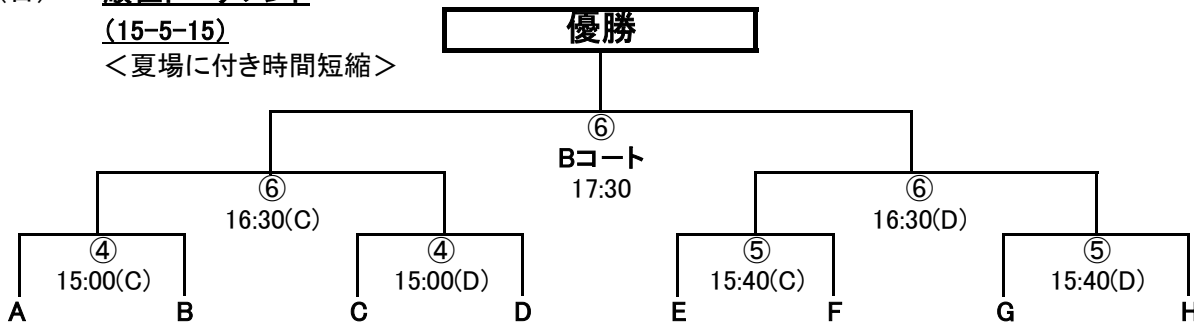 (15-5-15)
＜夏場に付き時間短縮＞
優勝
⑥
Bコート
17:30
⑥
16:30(C)
⑥
16:30(D)
④
15:00(C)
④
15:00(D)
⑤
15:40(C)
⑤
15:40(D)
A B C D E F G H